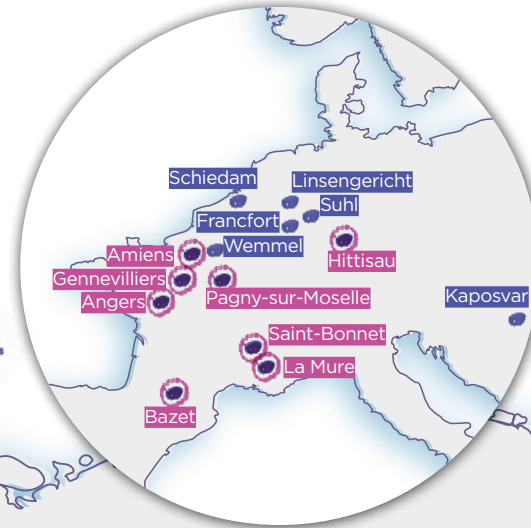 Schiedam
Linsengericht
Suhl
Francfort
Amiens
Wemmel
Hittisau
Gennevilliers
Angers
Pagny-sur-Moselle
Kaposvar
Saint-Bonnet
La Mure
Bazet